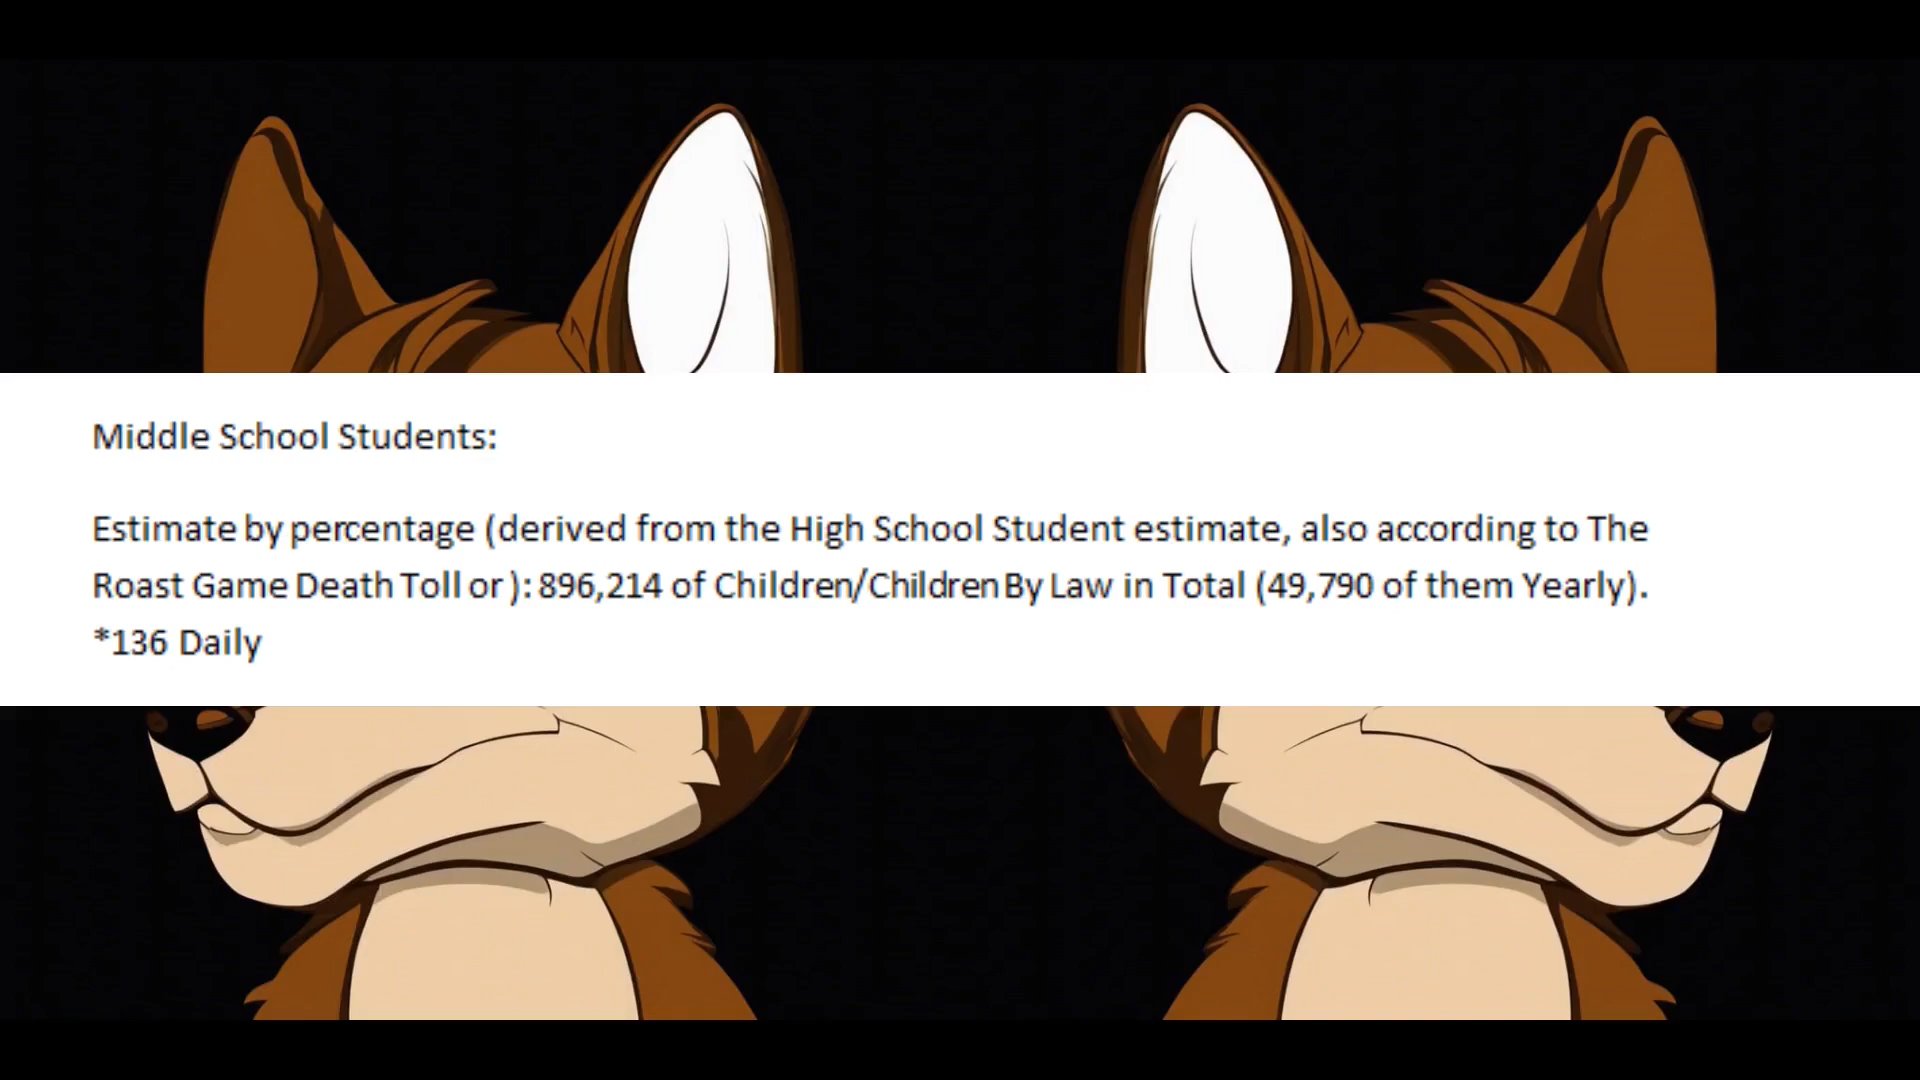 Middle School Students:
Estimate by percentage (derived from the High School Student estimate, also according to The
Roast Game Death Toll or ): 896,214 of Children/Children By Law in Total (49,790 of them Yearly).
*136 Daily